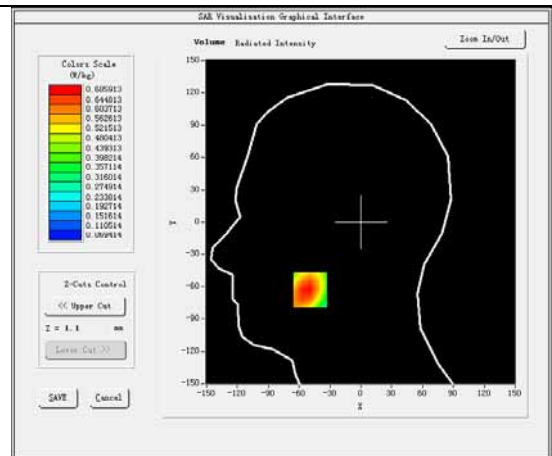 SAR Visualisation Graphical Interface
Volume Radiated Intensity
Zoom In/Out
Colors Scale
(W/kg)
0.685913
0.644813
0.603713
0.562613
0.521513
0.480413
0.439313
0.398214
0.357114
0.316014
0.274914
0.233814
0.192714
0.151614
0.110514
0.069414
Z-Cuts Control
<< Upper Cut
Z = 1.1 mm
Lower Cut >>
SAVE Cancel
150
120
90
60
30
0
-30
-60
-90
-120
-150
Y
-150 -120 -90 -60 -30 0 30 60 90 120 150
X